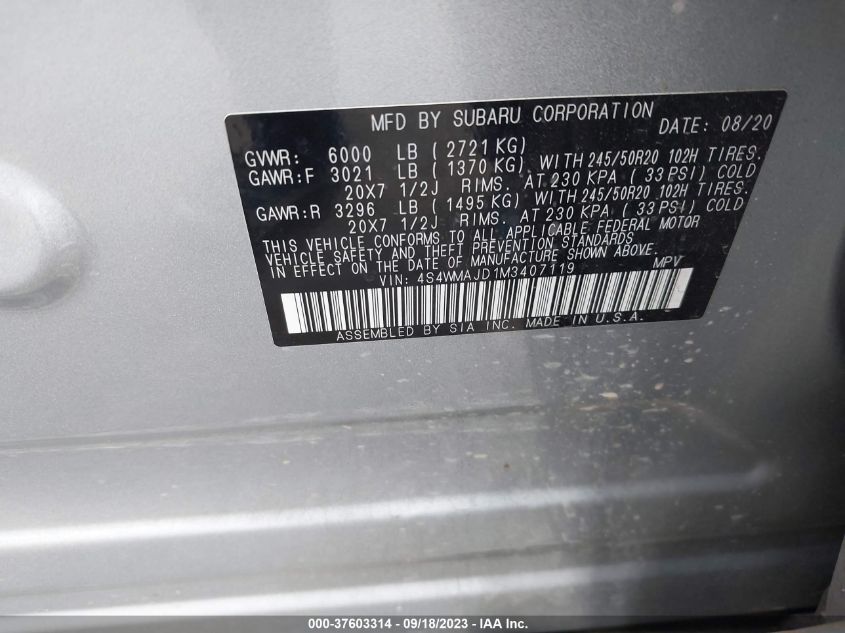 MFD BY SUBARU CORPORATION DATE: 08/20
GVWR: 6000 LB ( 2721 KG)
GAWR:F 3021 LB ( 1370 KG) WITH 245/50R20 102H TIRES.
20X7 1/2J RIMS. AT 230 KPA ( 33 PSI) COLD
GAWR:R 3296 LB ( 1495 KG) WITH 245/50R20 102H TIRES.
20X7 1/2J RIMS. AT 230 KPA ( 33 PSI) COLD
THIS VEHICLE CONFORMS TO ALL APPLICABLE FEDERAL MOTOR
VEHICLE SAFETY AND THEFT PREVENTION STANDARDS
IN EFFECT ON THE DATE OF MANUFACTURE SHOWN ABOVE.
VIN: 4S4WMAJD1M3407119 MPV
ASSEMBLED BY SIA INC. MADE IN U.S.A.
000-37603314 - 09/18/2023 - IAA Inc.